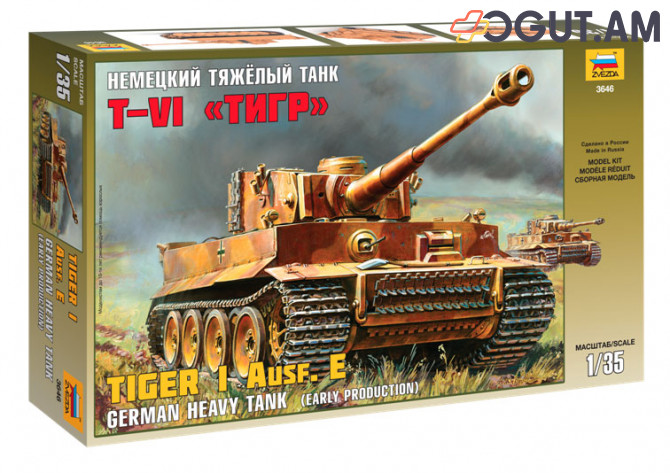 OGUT.AM
МАСШТАБ
SCALE
1/35
НЕМЕЦКИЙ ТЯЖЁЛЫЙ ТАНК
Т-VI «ТИГР»
ZVEZDA
3646
Сделано в России
Made in Russia
MODEL KIT
MODÈLE RÉDUIT
СБОРНАЯ МОДЕЛЬ
МАСШТАБ/SCALE
1/35
TIGER I AUSF. E
GERMAN HEAVY TANK (EARLY PRODUCTION)
TIGER I
AUSF. E
GERMAN HEAVY TANK
(EARLY PRODUCTION)
3646
ZVEZDA